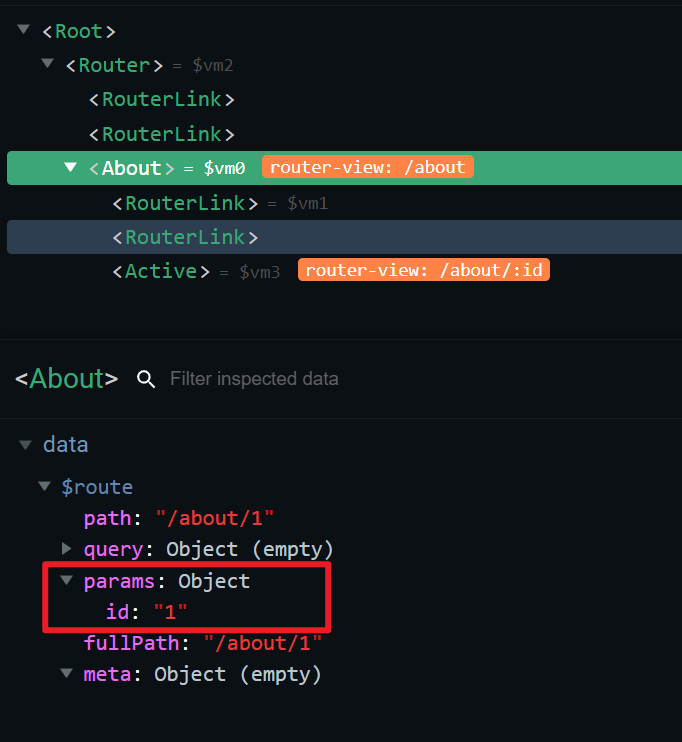 <Root>
<Router> = $vm2
<RouterLink>
<RouterLink>
<About> = $vm0 router-view: /about
<RouterLink> = $vm1
<RouterLink>
<Active> = $vm3 router-view: /about/:id
<About> Filter inspected data
data
$route
path: "/about/1"
query: Object (empty)
params: Object
id: "1"
fullPath: "/about/1"
meta: Object (empty)